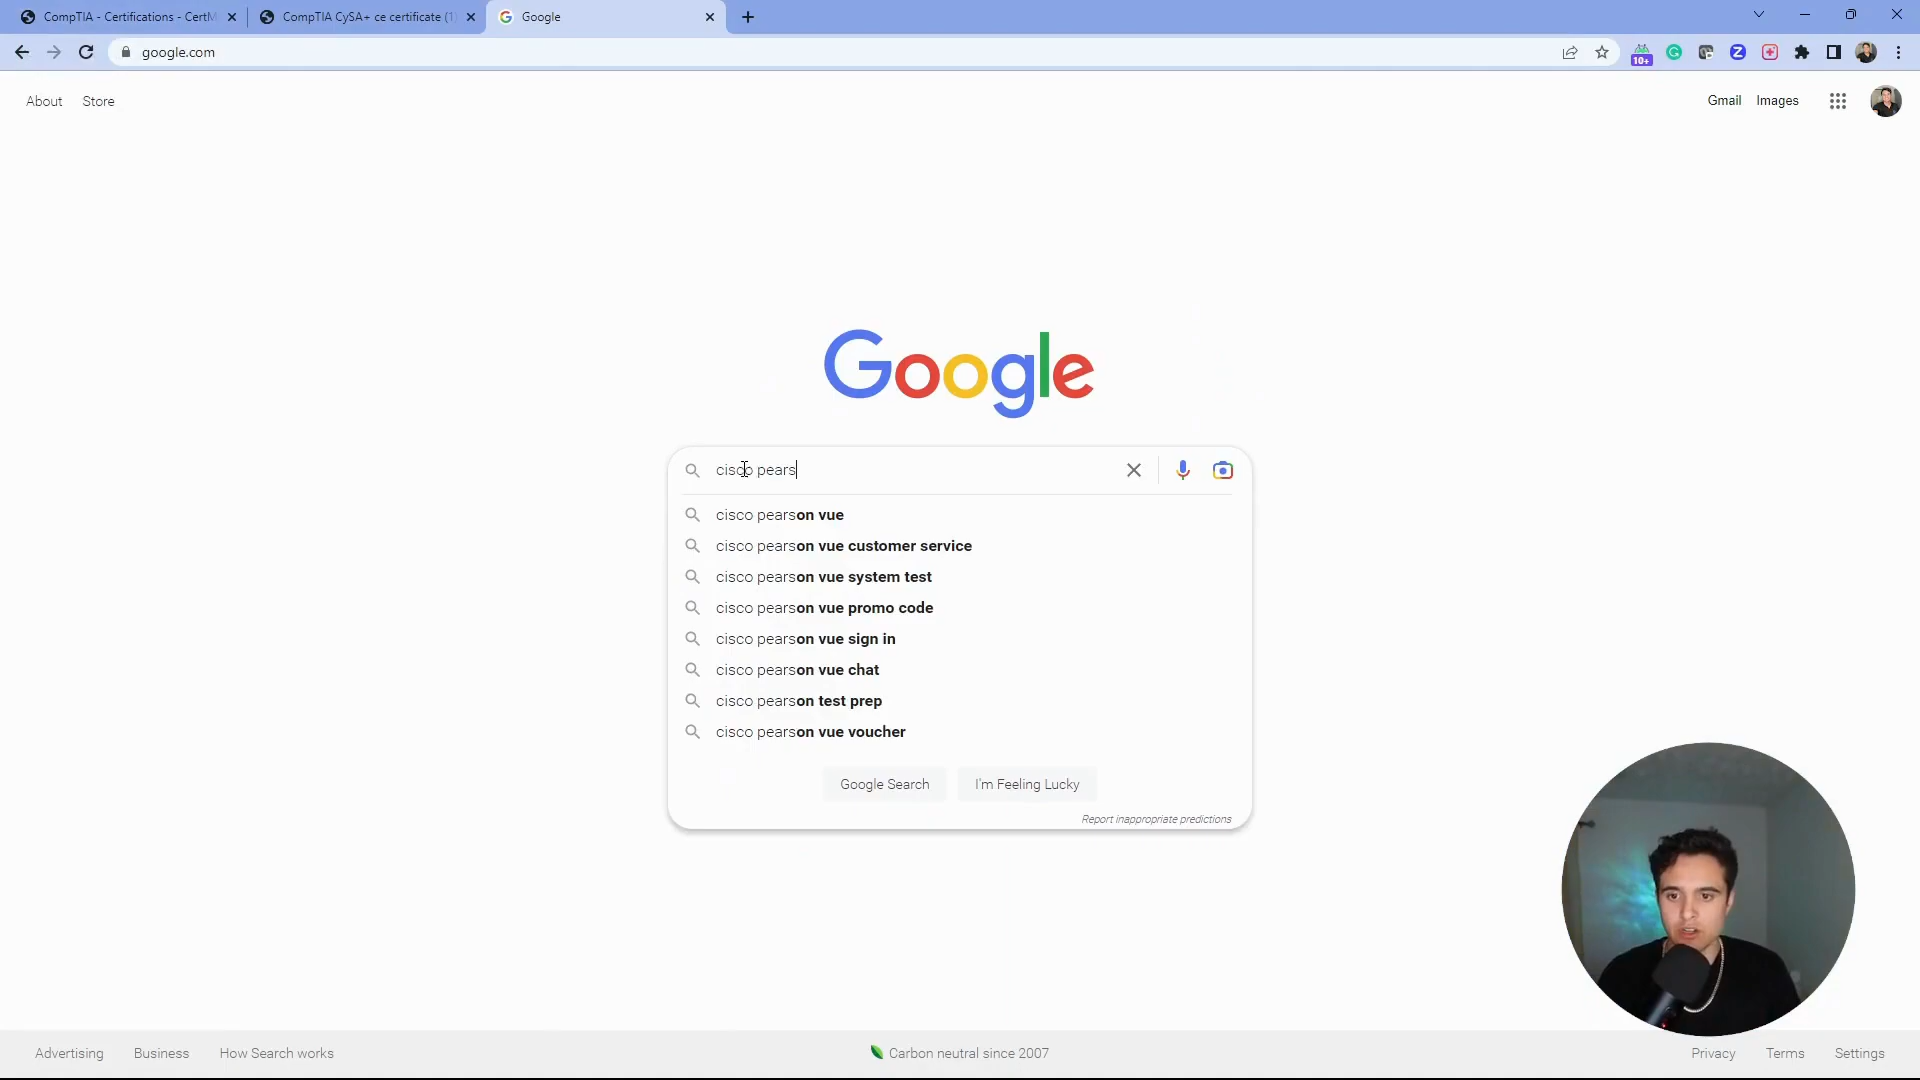 CompTIA - Certifications - CertM
CompTIA CySA+ ce certificate (1)
Google
google.com
10+
About Store
Gmail Images
Google
cisco pears
cisco pearson vue
cisco pearson vue customer service
cisco pearson vue system test
cisco pearson vue promo code
cisco pearson vue sign in
cisco pearson vue chat
cisco pearson test prep
cisco pearson vue voucher
Google Search I'm Feeling Lucky
Report inappropriate predictions
Advertising Business How Search works
Carbon neutral since 2007
Privacy Terms Settings